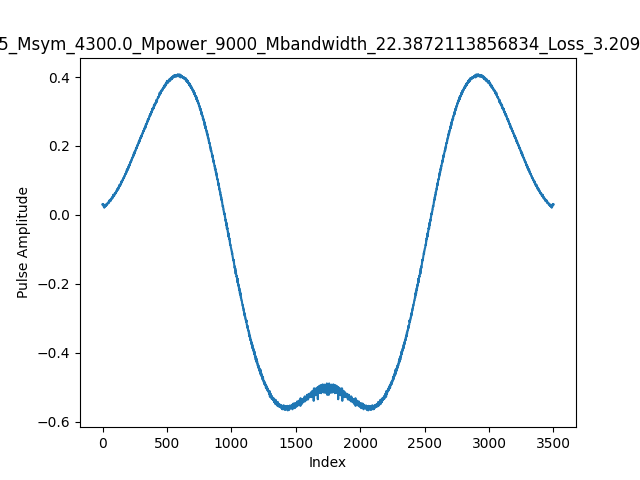 5_Msym_4300.0_Mpower_9000_Mbandwidth_22.3872113856834_Loss_3.209
0.4
0.2
0.0
−0.2
−0.4
−0.6
Pulse Amplitude
0 500 1000 1500 2000 2500 3000 3500
Index